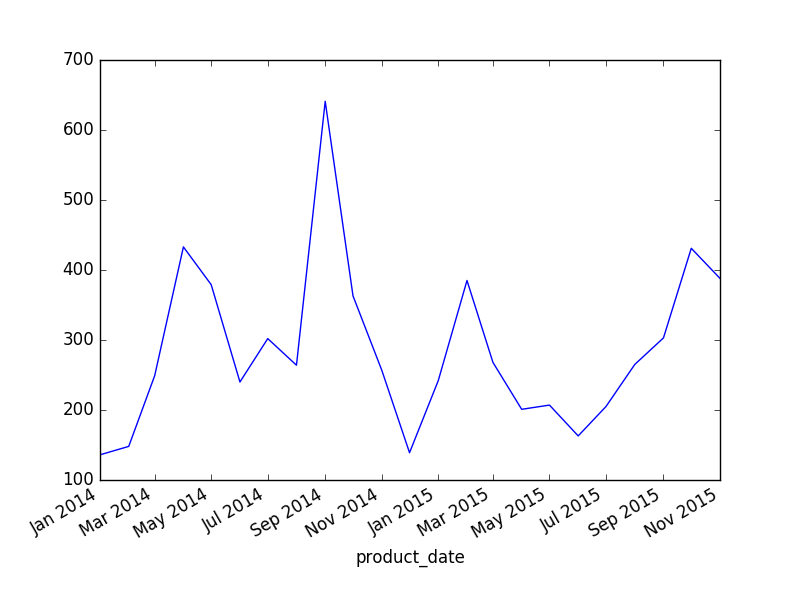 700
600
500
400
300
200
100
Jan 2014
Mar 2014
May 2014
Jul 2014
Sep 2014
Nov 2014
Jan 2015
Mar 2015
May 2015
Jul 2015
Sep 2015
Nov 2015
product_date